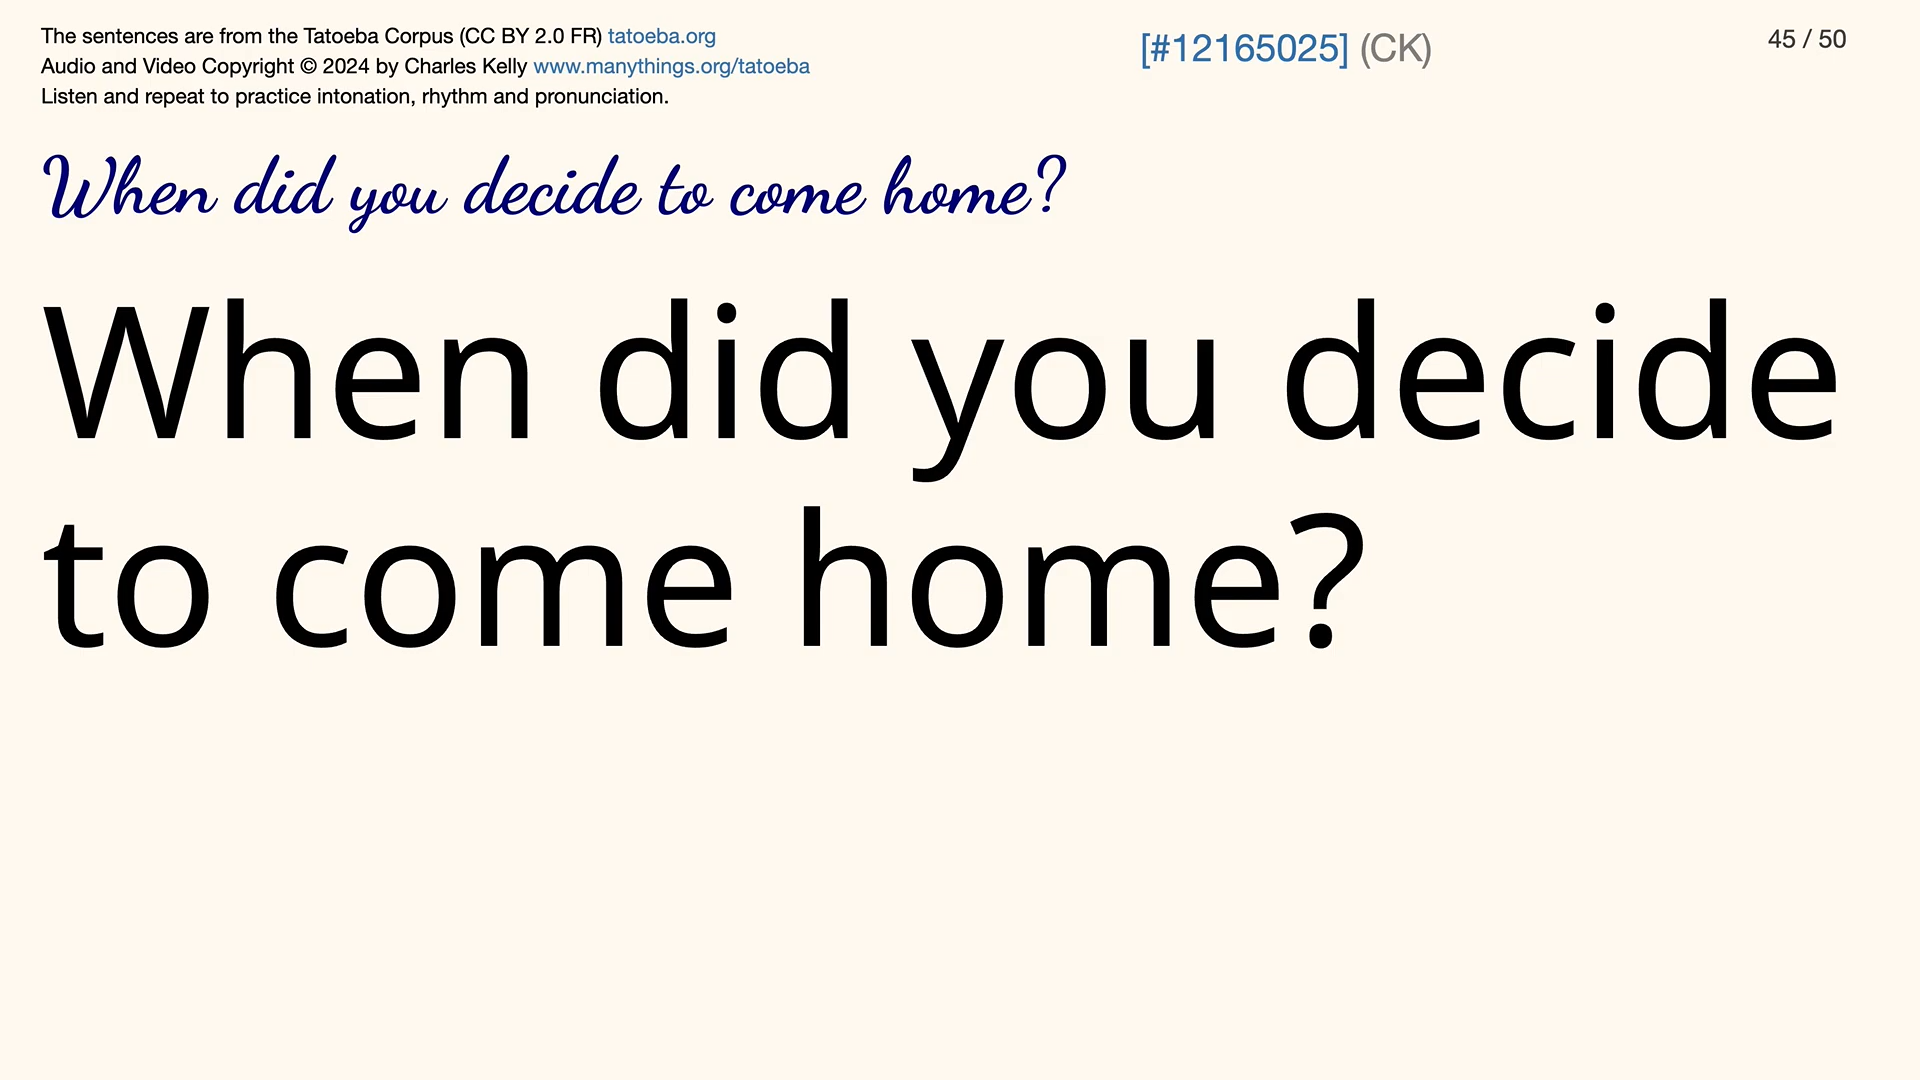 The sentences are from the Tatoeba Corpus (CC BY 2.0 FR) tatoeba.org
Audio and Video Copyright © 2024 by Charles Kelly www.manythings.org/tatoeba
Listen and repeat to practice intonation, rhythm and pronunciation.
[#12165025] (CK)
45 / 50
When did you decide to come home?
When did you decide
to come home?